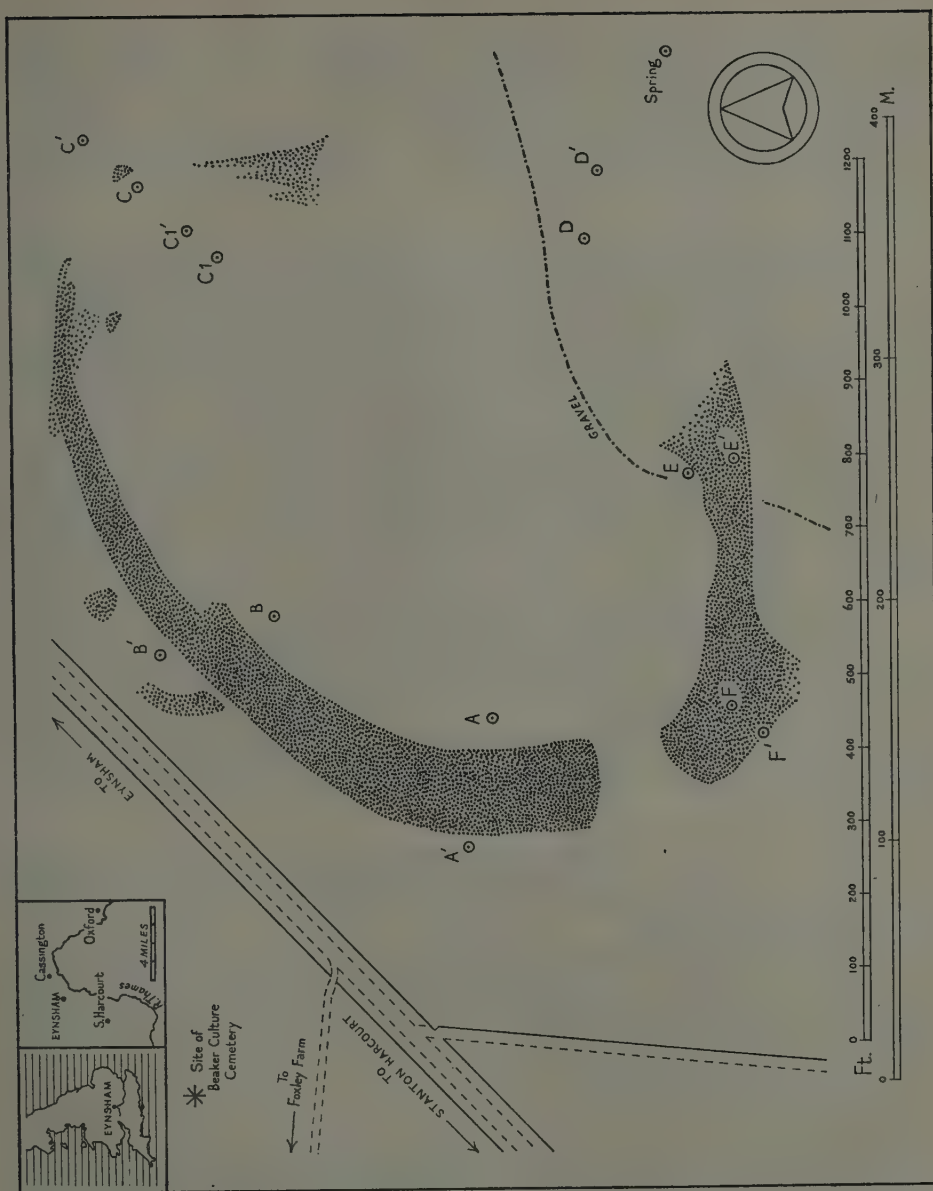 EYNSHAM
Cassington
EYNSHAM
S. Harcourt
Oxford
R. Thames
4 MILES
Site of
Beaker Culture
Cemetery
To
Foxley Farm
TO
EYNSHAM
TO
STANTON HARCOURT
B'
B
A'
A
C'
C
C1'
C1
GRAVEL
D
D'
Spring
E
E'
F
F'
Ft.
0
100
200
300
400
500
600
700
800
900
1000
1100
1200
0
100
200
300
400
M.